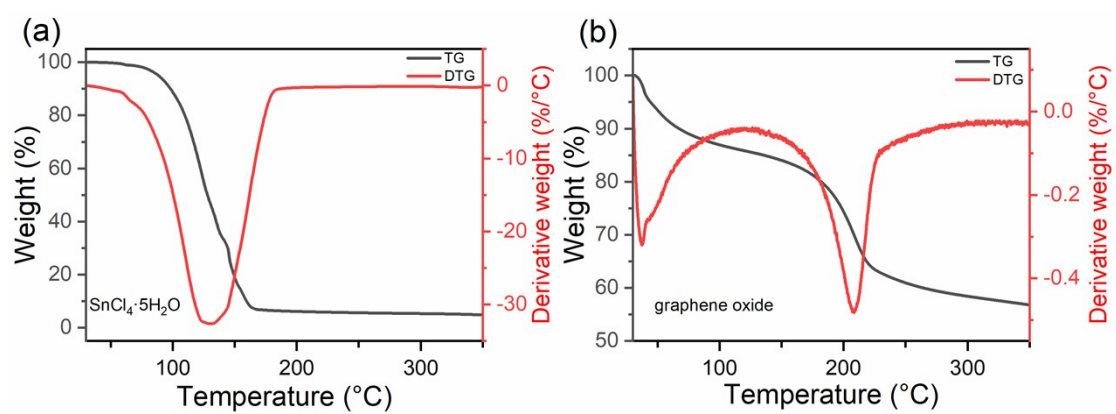 (a)
TG
DTG
Weight (%)
100
80
60
40
20
0
0
-10
-20
-30
Derivative weight (%/°C)
SnCl₄·5H₂O
100
200
300
Temperature (°C)
(b)
TG
DTG
Weight (%)
100
90
80
70
60
50
0.0
-0.2
-0.4
Derivative weight (%/°C)
graphene oxide
100
200
300
Temperature (°C)